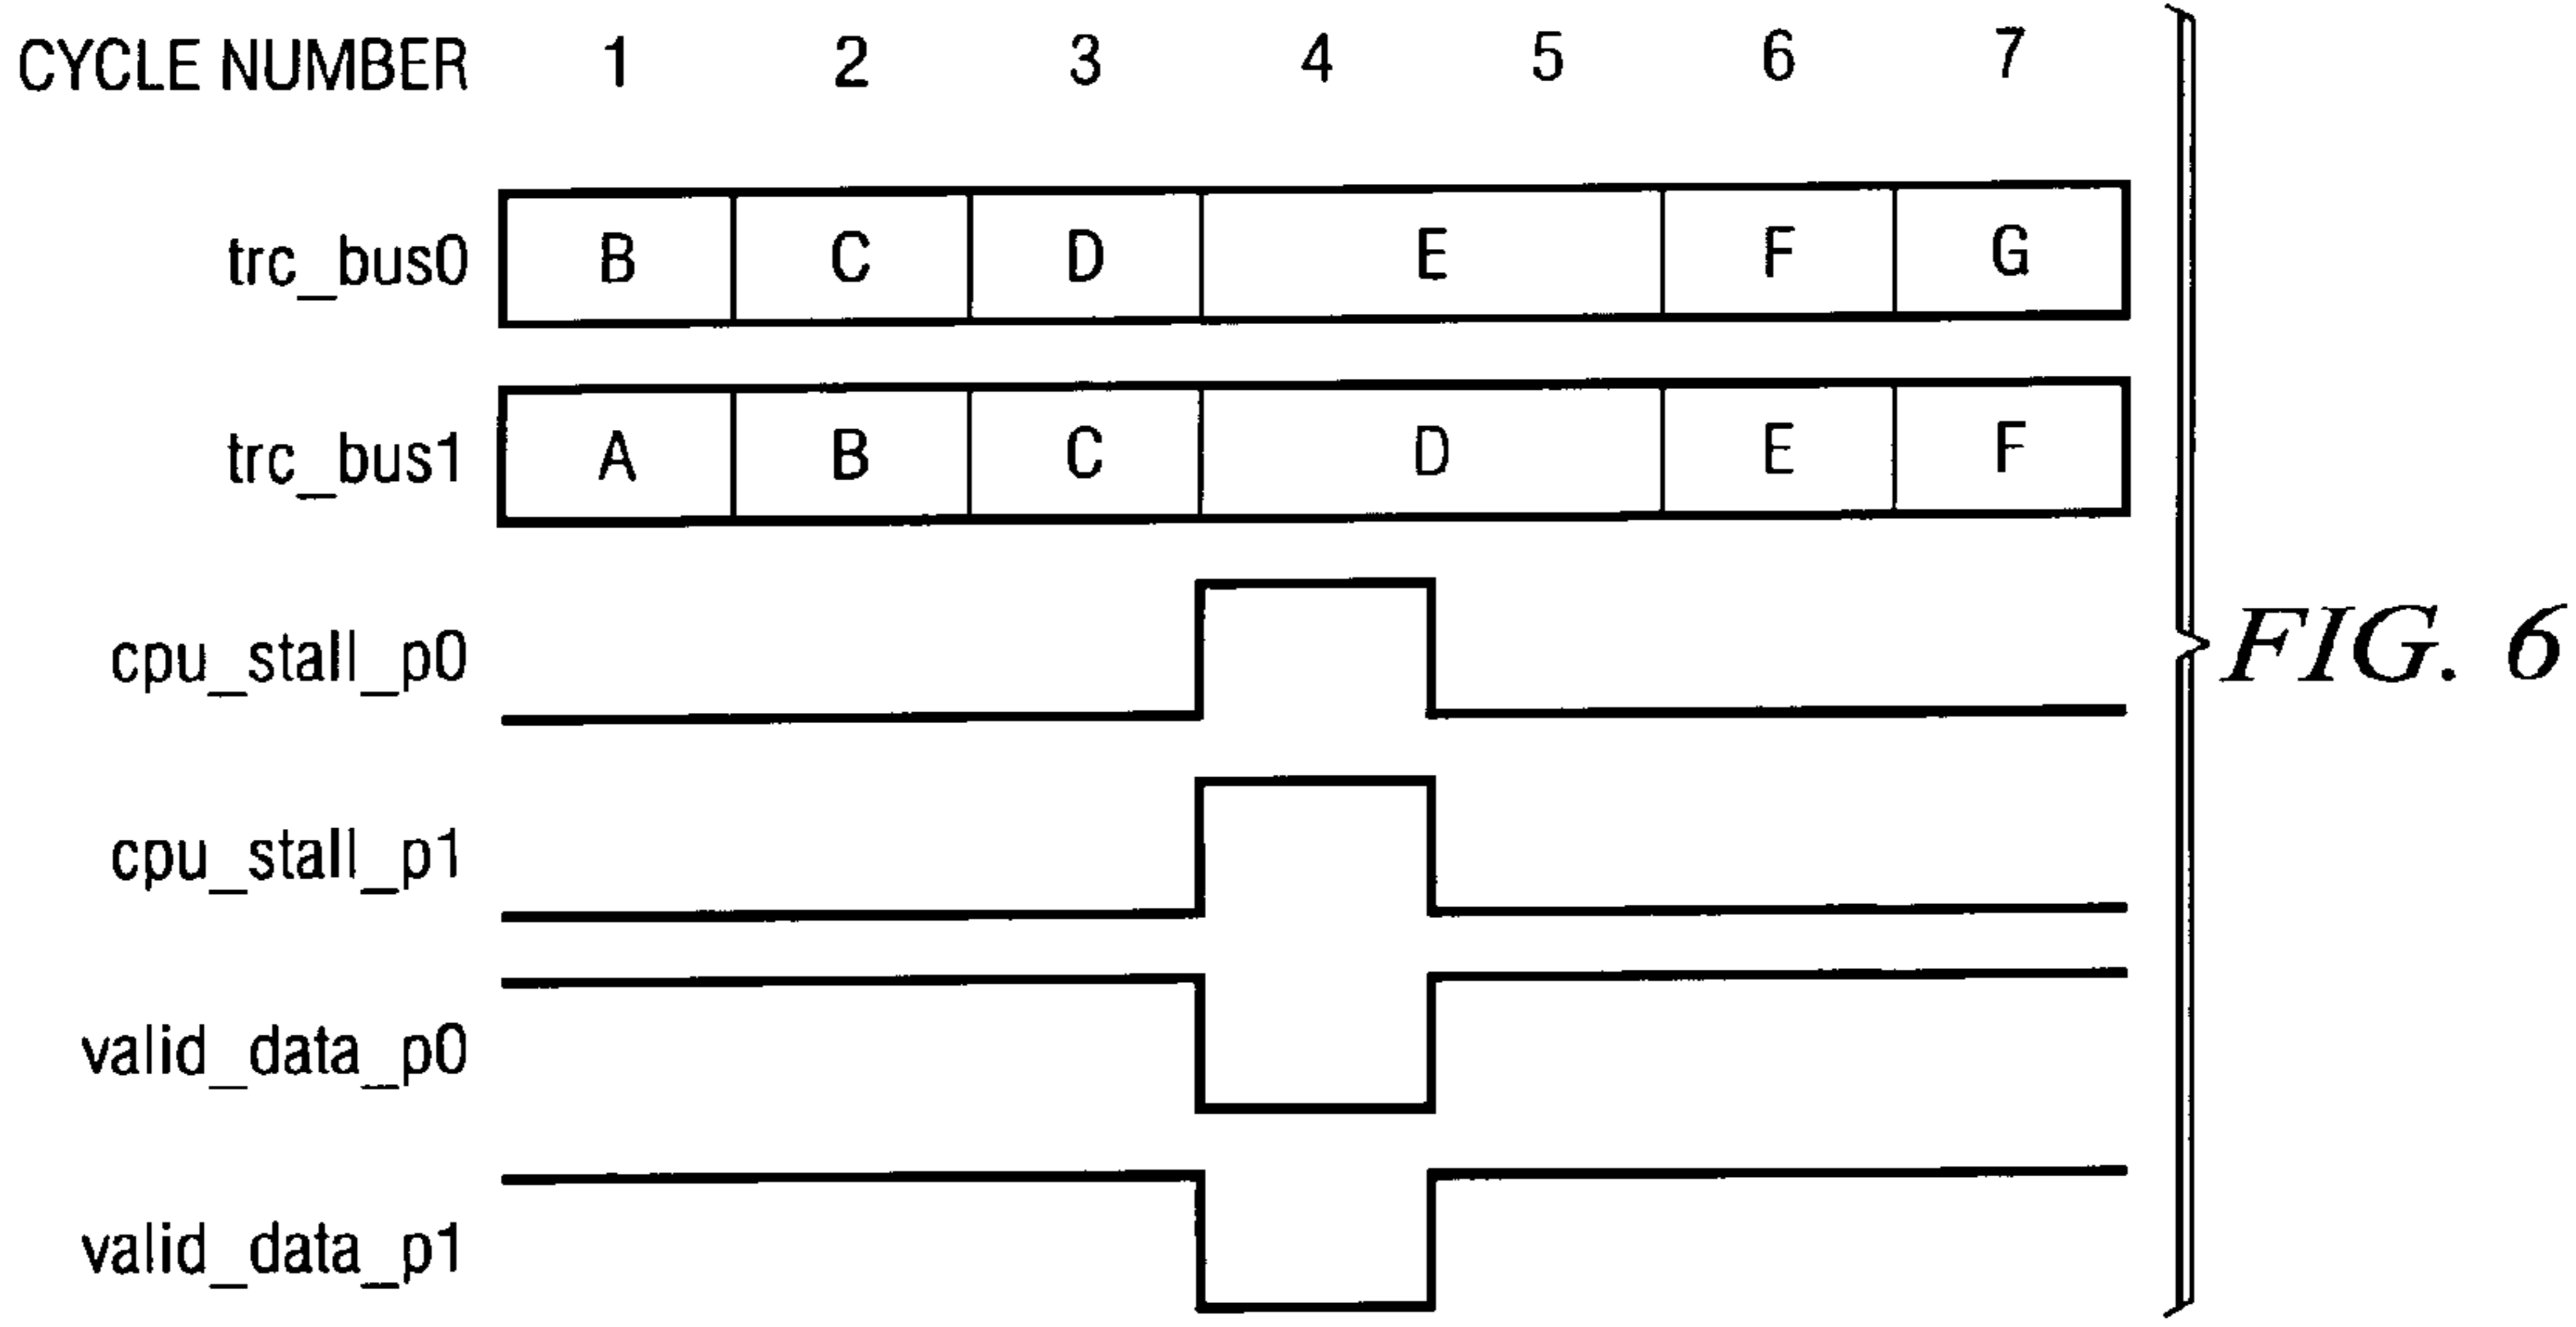 CYCLE NUMBER 1 2 3 4 5 6 7
trc_bus0 B C D E F G
trc_bus1 A B C D E F
cpu_stall_p0
FIG. 6
cpu_stall_p1
valid_data_p0
valid_data_p1